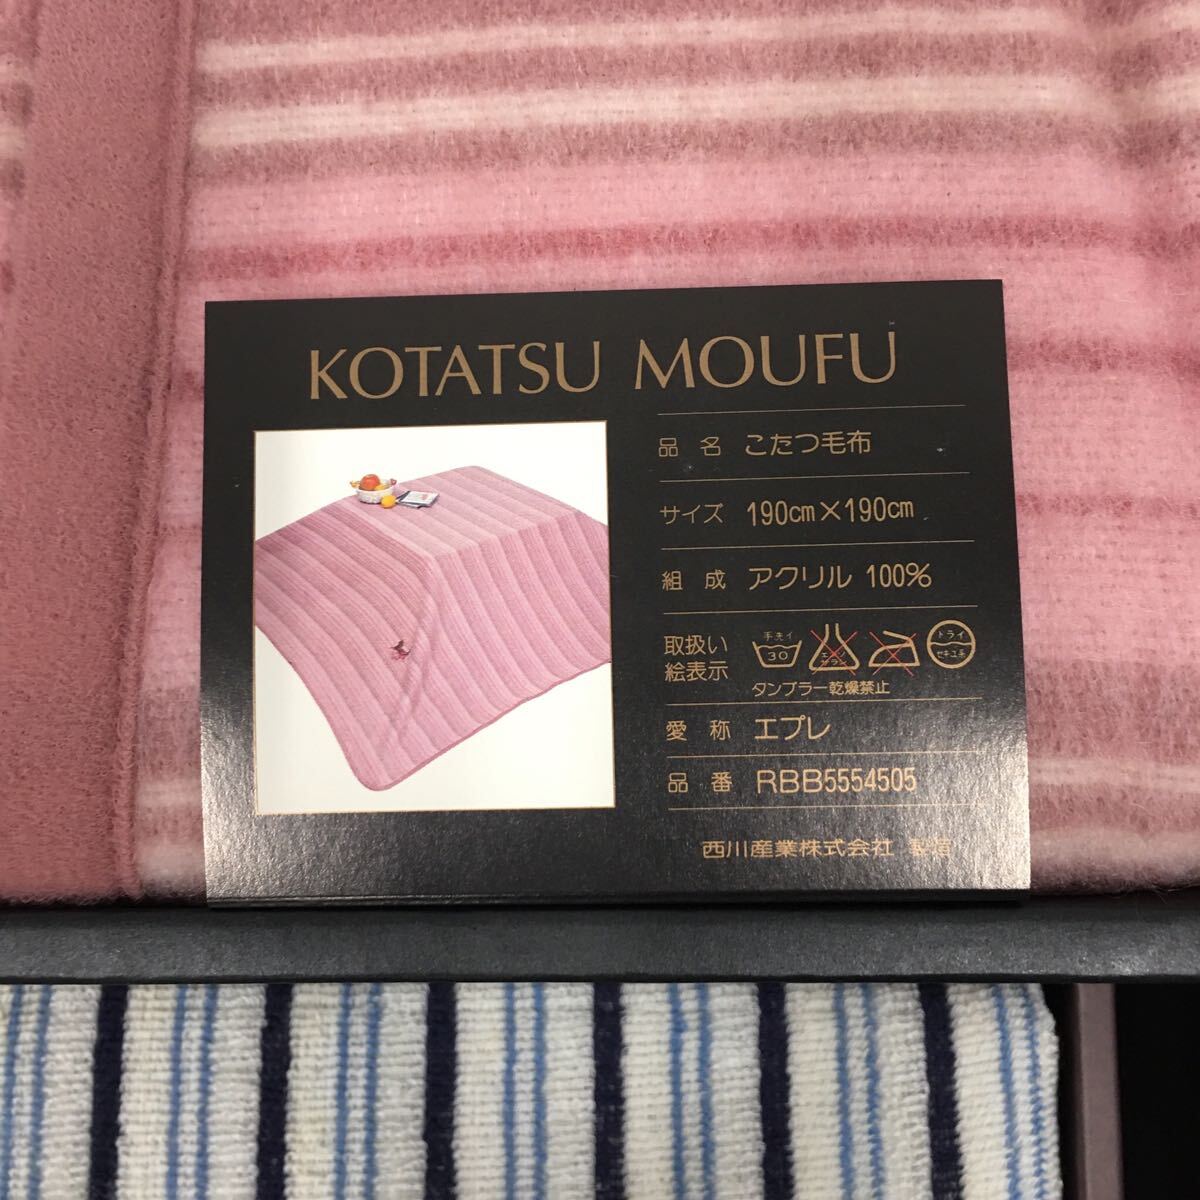 KOTATSU MOUFU
品名 こたつ毛布
サイズ 190cm×190cm
組成 アクリル 100%
取扱い
絵表示
手洗イ
30
エンソ
サラシ
ドライ
セキユ系
タンブラー乾燥禁止
愛称 エプレ
品番 RBB5554505
西川産業株式会社 製造